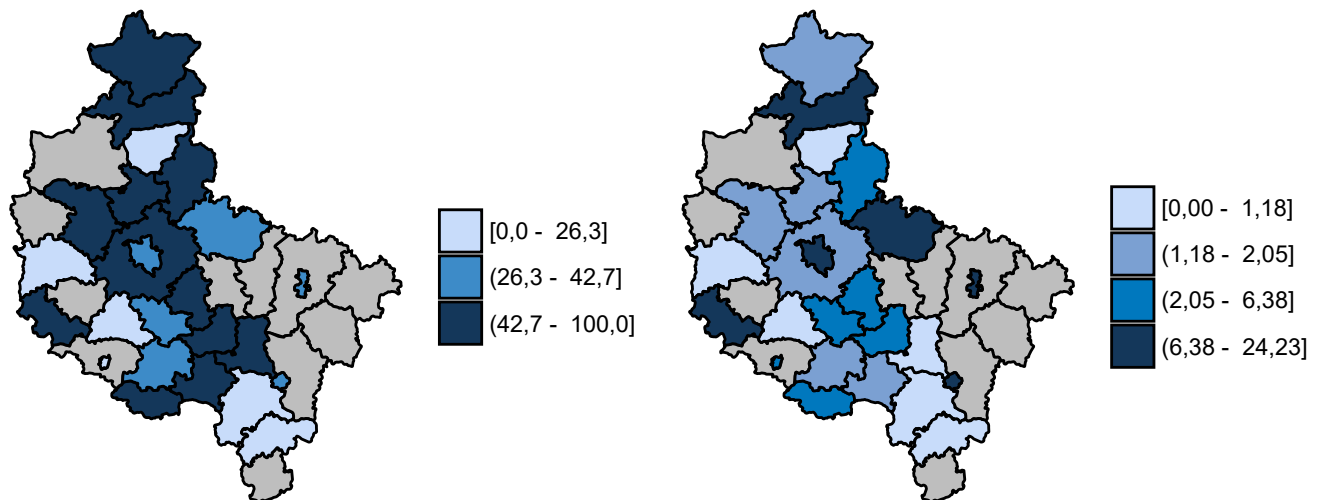 [0,0 - 26,3]
(26,3 - 42,7]
(42,7 - 100,0]
[0,00 - 1,18]
(1,18 - 2,05]
(2,05 - 6,38]
(6,38 - 24,23]